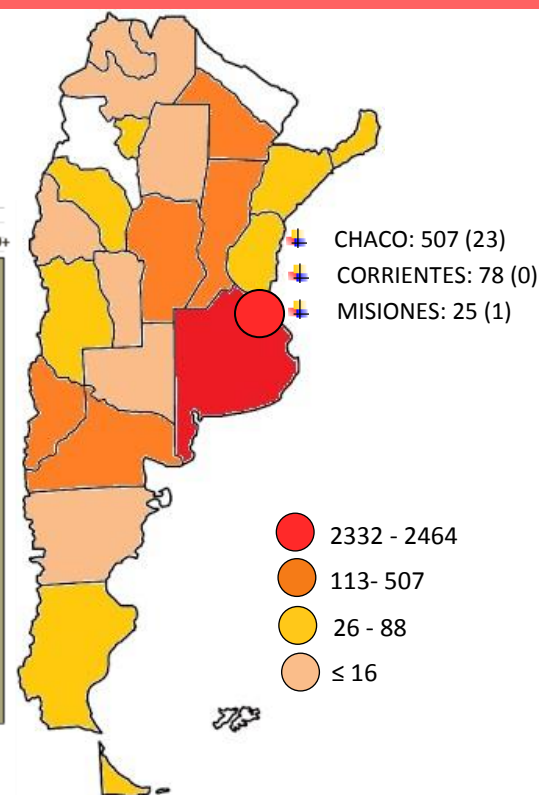 +
CHACO: 507 (23)
CORRIENTES: 78 (0)
MISIONES: 25 (1)
2332 - 2464
113- 507
26 - 88
≤ 16